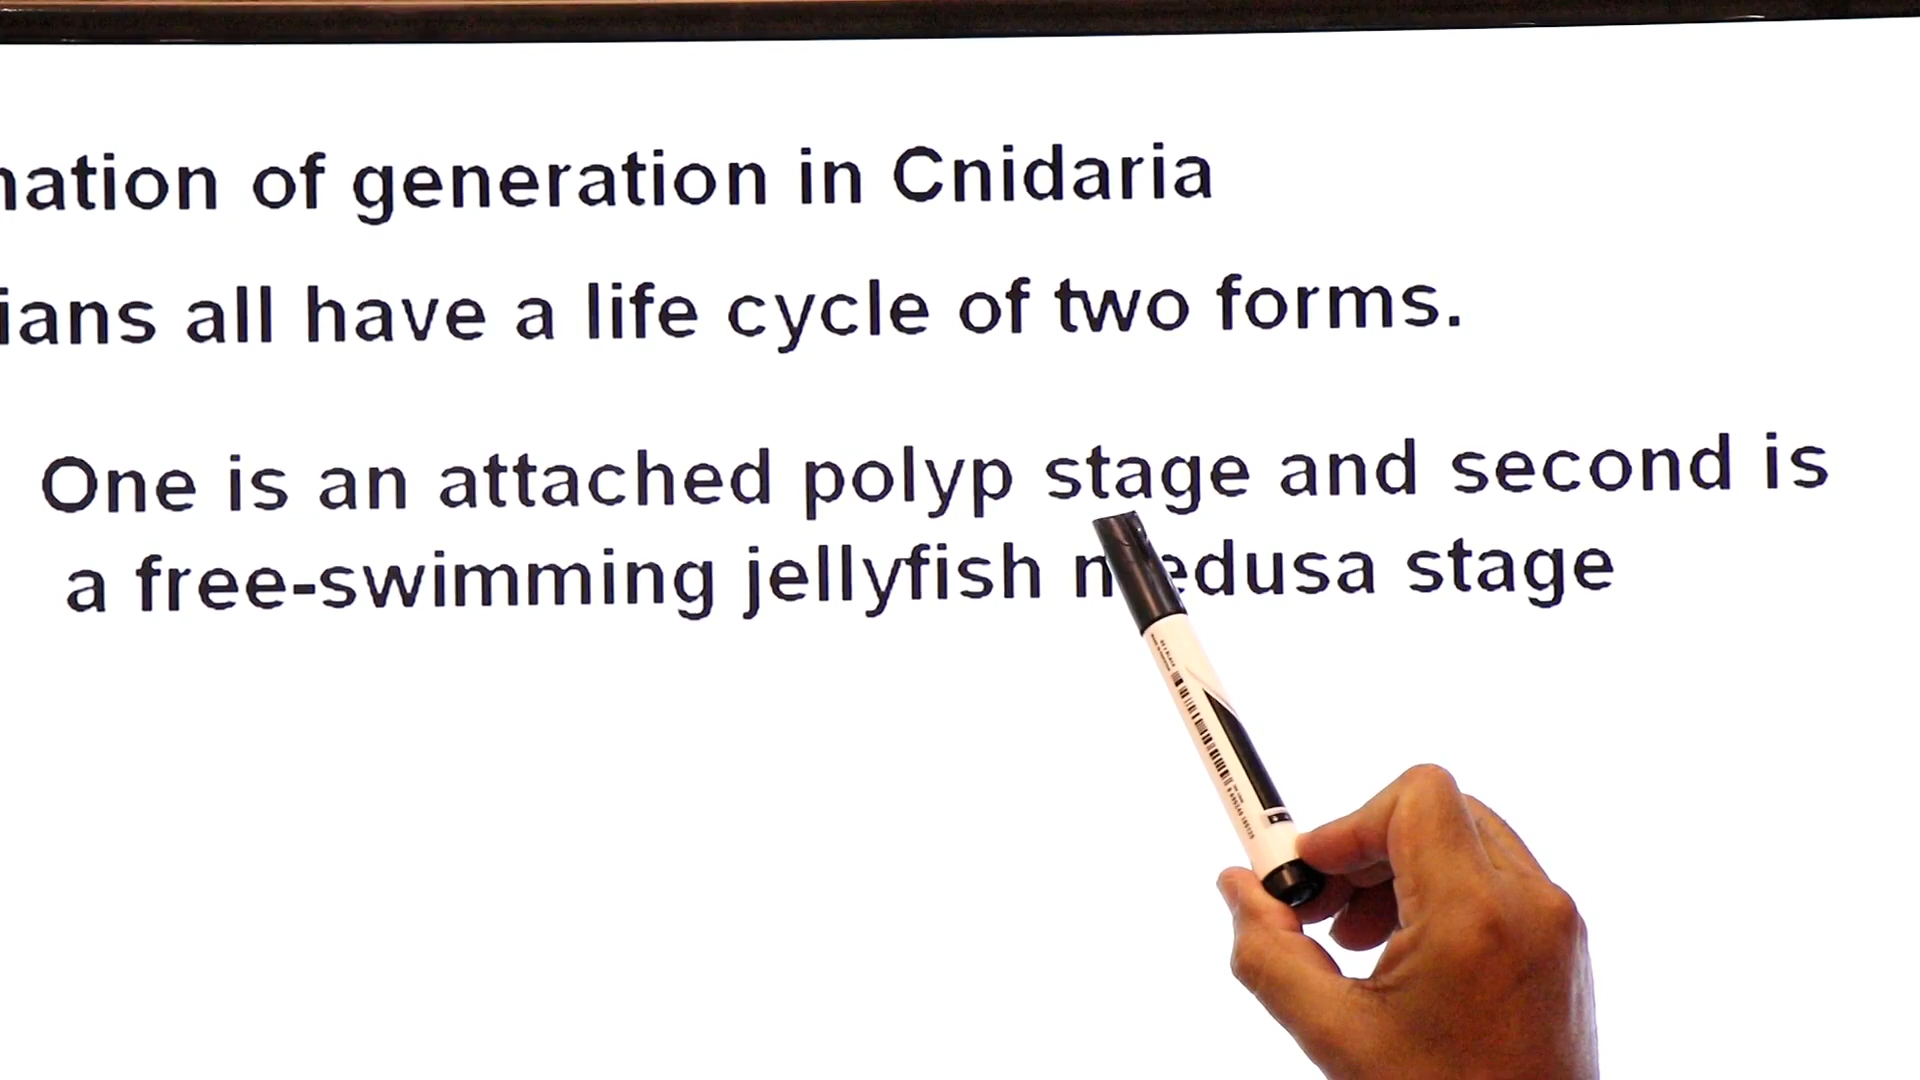 nation of generation in Cnidaria
ians all have a life cycle of two forms.
One is an attached polyp stage and second is
a free-swimming jellyfish medusa stage